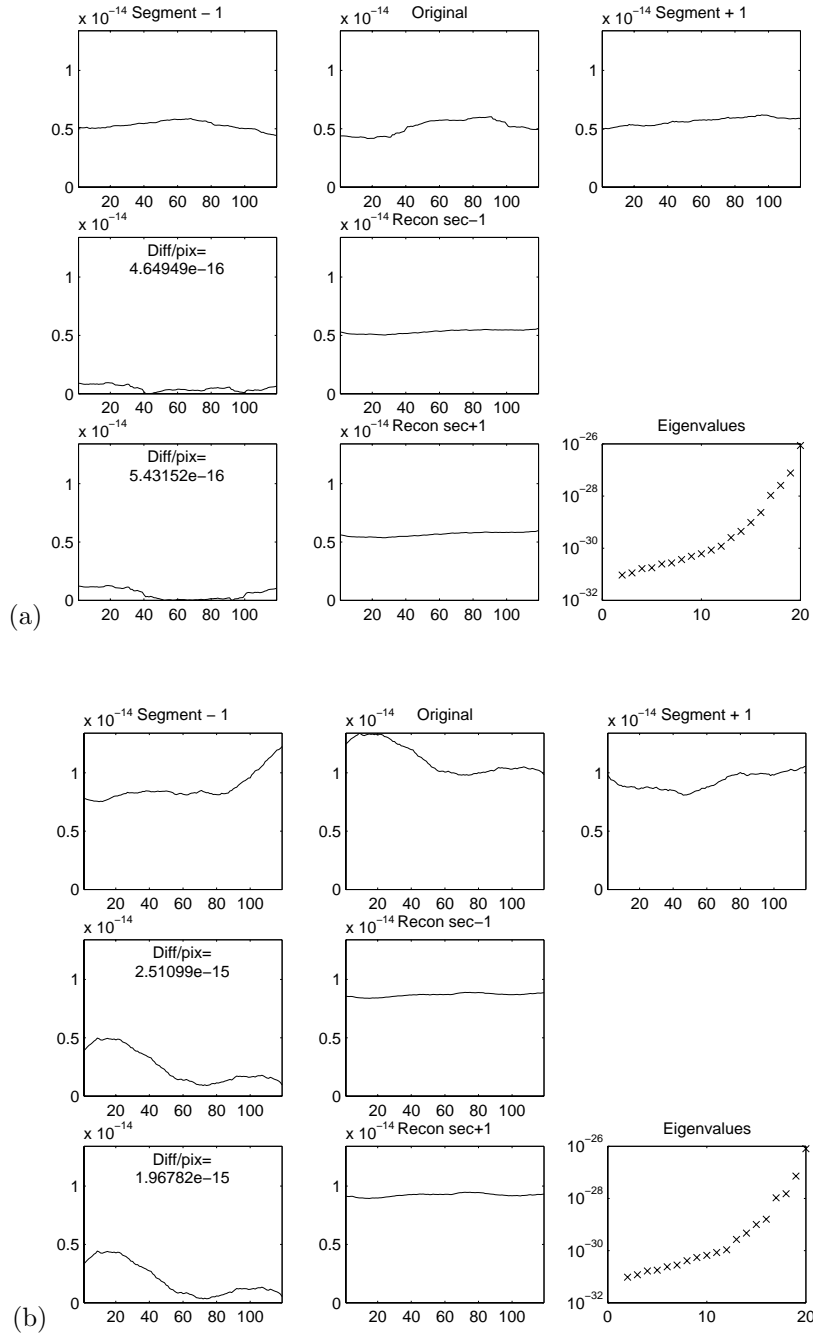 x 10−14 Segment − 1
x 10−14 Original
x 10−14 Segment + 1
1
0.5
0
20 40 60 80 100
1
0.5
0
20 40 60 80 100
1
0.5
0
20 40 60 80 100
x 10−14
x 10−14 Recon sec−1
1
0.5
0
20 40 60 80 100
Diff/pix=
4.64949e−16
1
0.5
0
20 40 60 80 100
x 10−14
x 10−14 Recon sec+1
Eigenvalues
1
0.5
0
20 40 60 80 100
Diff/pix=
5.43152e−16
1
0.5
0
20 40 60 80 100
10−26
10−28
10−30
10−32
0 10 20
(a)
x 10−14 Segment − 1
x 10−14 Original
x 10−14 Segment + 1
1
0.5
0
20 40 60 80 100
1
0.5
0
20 40 60 80 100
1
0.5
0
20 40 60 80 100
x 10−14
x 10−14 Recon sec−1
1
0.5
0
20 40 60 80 100
Diff/pix=
2.51099e−15
1
0.5
0
20 40 60 80 100
x 10−14
x 10−14 Recon sec+1
Eigenvalues
1
0.5
0
20 40 60 80 100
Diff/pix=
1.96782e−15
1
0.5
0
20 40 60 80 100
10−26
10−28
10−30
10−32
0 10 20
(b)